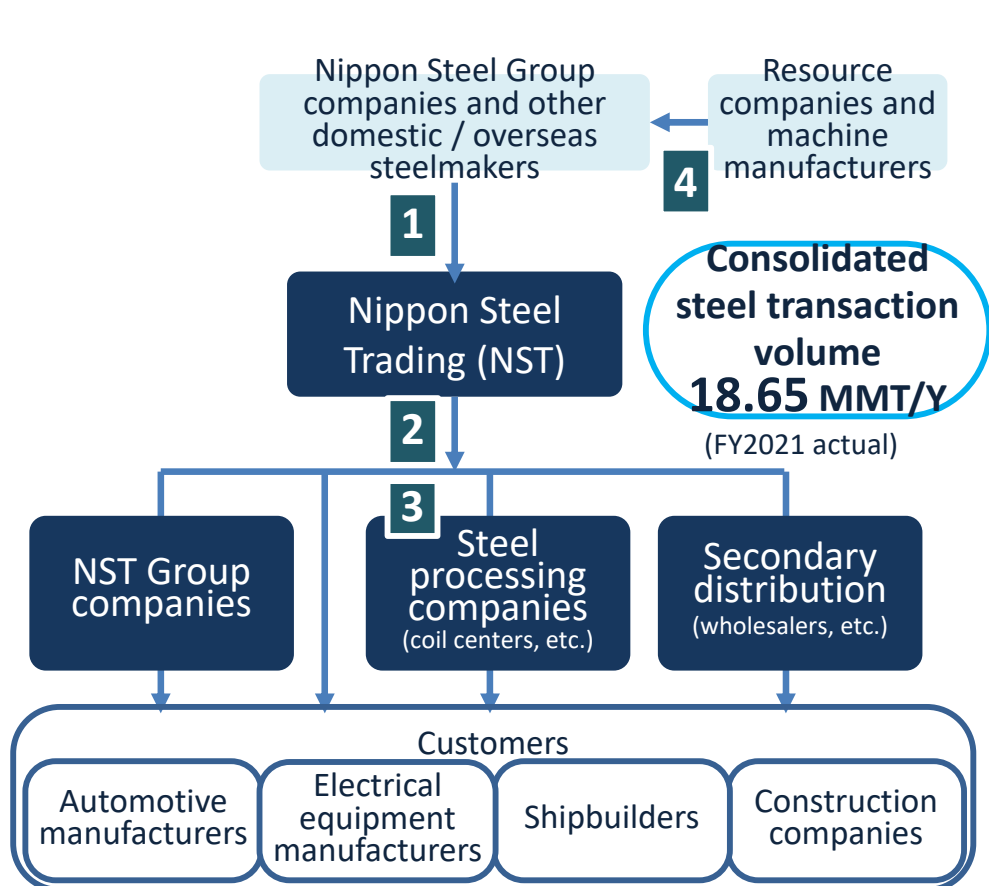 Nippon Steel Group
companies and other
domestic / overseas
steelmakers
Resource
companies and
machine
manufacturers
4
1
Nippon Steel
Trading (NST)
Consolidated
steel transaction
volume
18.65 MMT/Y
(FY2021 actual)
2
3
NST Group
companies
Steel
processing
companies
(coil centers, etc.)
Secondary
distribution
(wholesalers, etc.)
Customers
Automotive
manufacturers
Electrical
equipment
manufacturers
Shipbuilders
Construction
companies